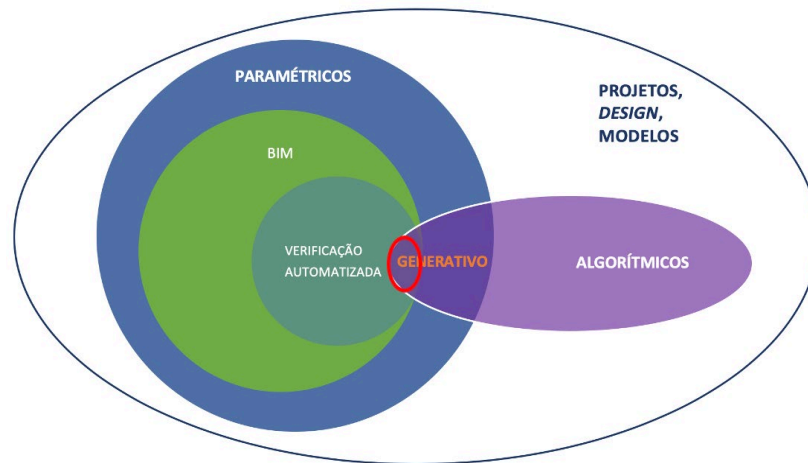 PARAMÉTRICOS
PROJETOS,
DESIGN,
MODELOS
BIM
VERIFICAÇÃO
AUTOMATIZADA
GENERATIVO
ALGORÍTMICOS